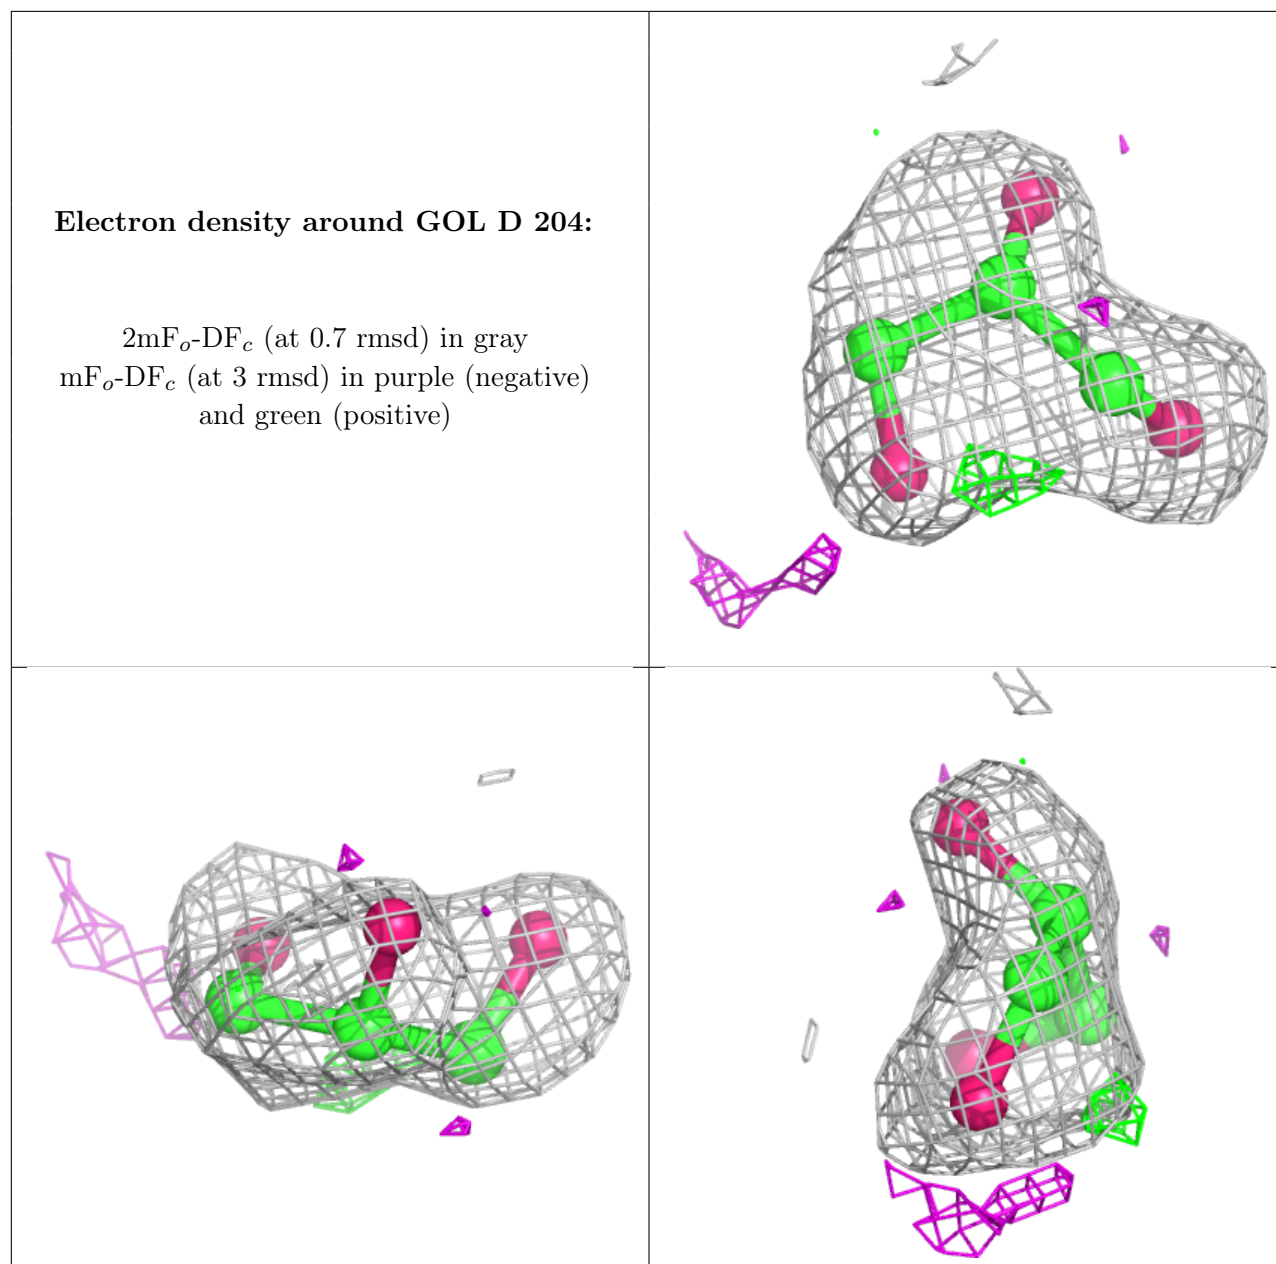 Electron density around GOL D 204:
2mFo-DFc (at 0.7 rmsd) in gray
mFo-DFc (at 3 rmsd) in purple (negative)
and green (positive)